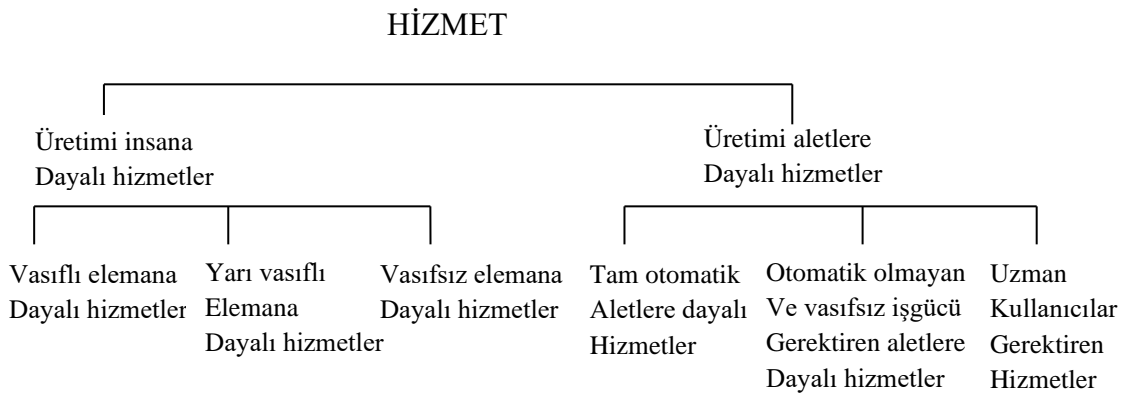 HİZMET
Üretimi insana
Dayalı hizmetler
Üretimi aletlere
Dayalı hizmetler
Vasıflı elemana
Dayalı hizmetler
Yarı vasıflı
Elemana
Dayalı hizmetler
Vasıfsız elemana
Dayalı hizmetler
Tam otomatik
Aletlere dayalı
Hizmetler
Otomatik olmayan
Ve vasıfsız işgücü
Gerektiren aletlere
Dayalı hizmetler
Uzman
Kullanıcılar
Gerektiren
Hizmetler